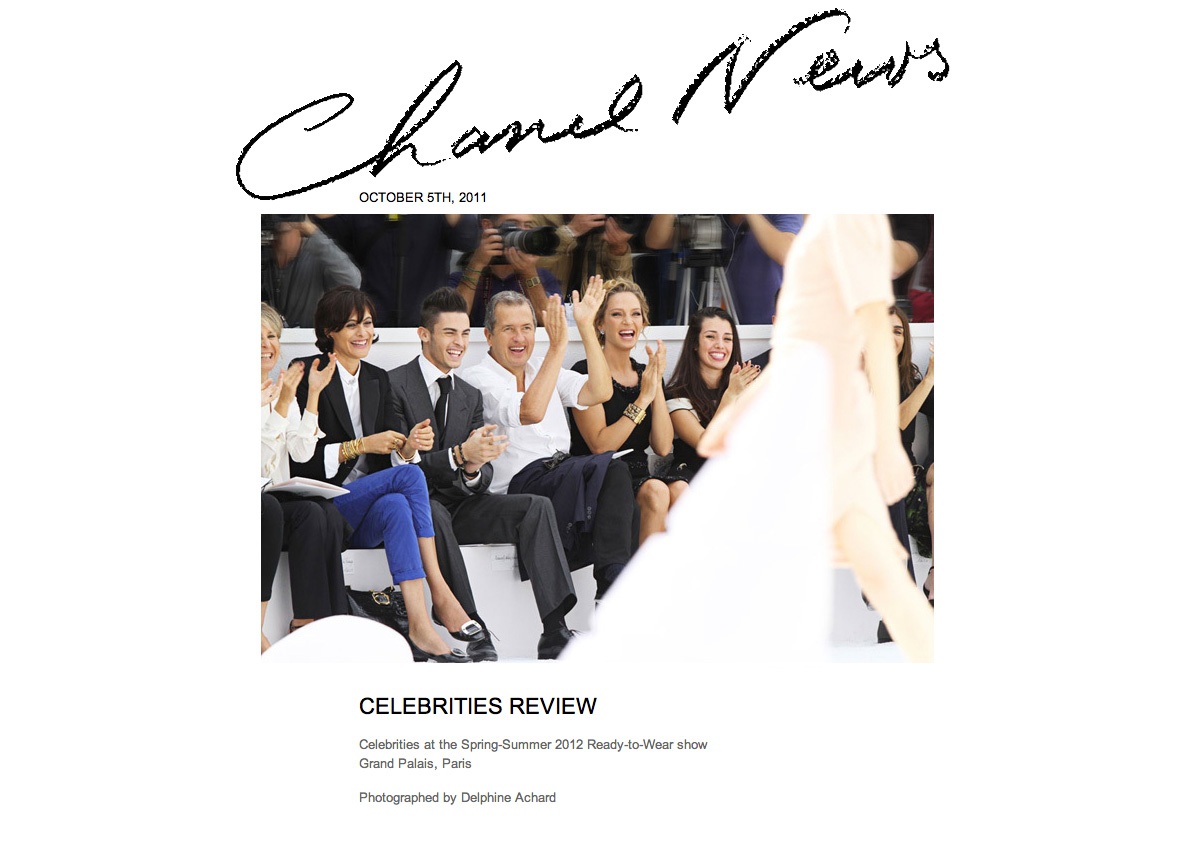 Chanel News
OCTOBER 5TH, 2011
CELEBRITIES REVIEW
Celebrities at the Spring-Summer 2012 Ready-to-Wear show
Grand Palais, Paris
Photographed by Delphine Achard